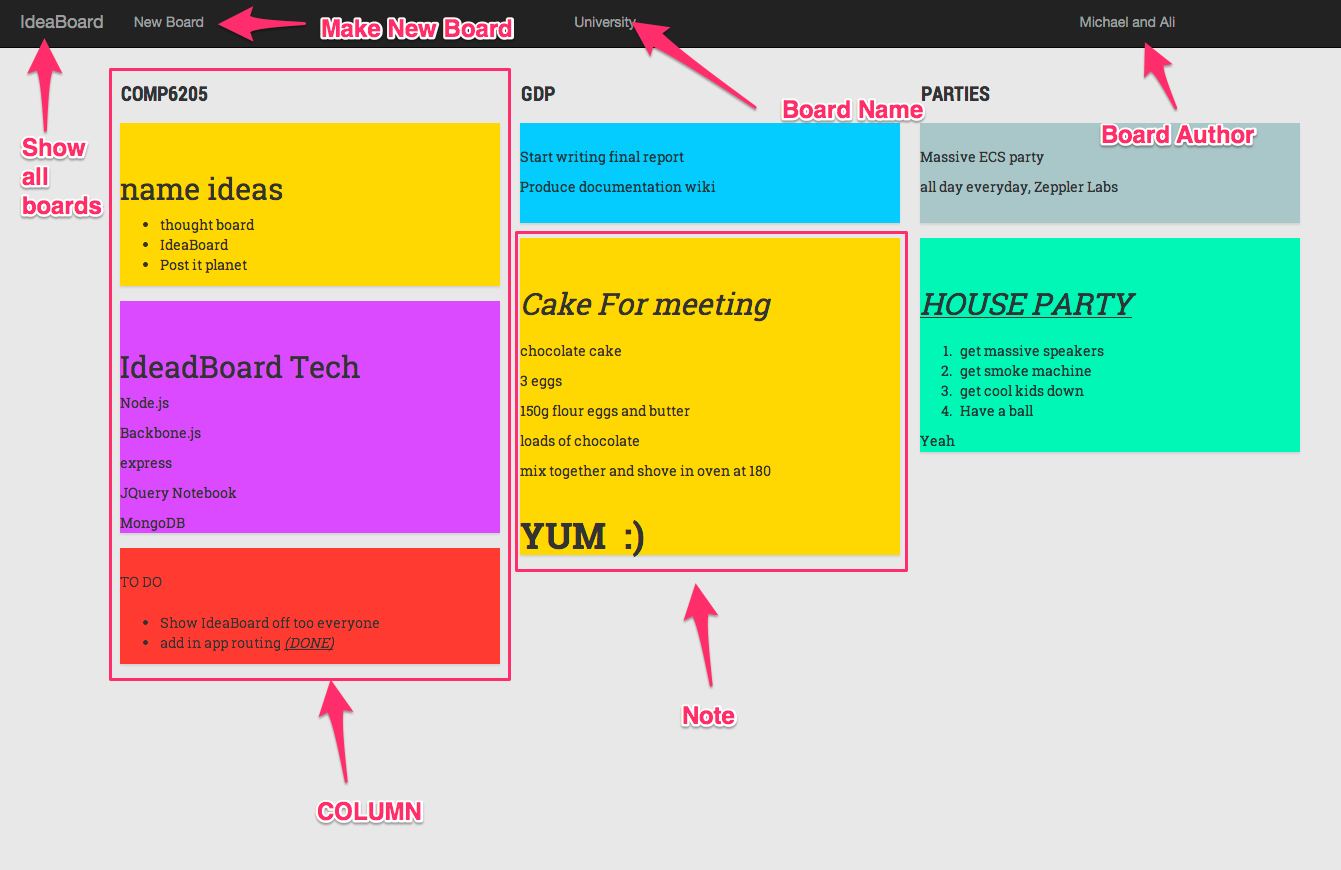 IdeaBoard New Board Make New Board University Michael and Ali
Show
all
boards
Board Name
Board Author
COMP6205
name ideas
• thought board
• IdeaBoard
• Post it planet
IdeadBoard Tech
Node.js
Backbone.js
express
JQuery Notebook
MongoDB
TO DO
• Show IdeaBoard off too everyone
• add in app routing (DONE)
COLUMN
GDP
Start writing final report
Produce documentation wiki
Cake For meeting
chocolate cake
3 eggs
150g flour eggs and butter
loads of chocolate
mix together and shove in oven at 180
YUM :)
Note
PARTIES
Massive ECS party
all day everyday, Zeppler Labs
HOUSE PARTY
1. get massive speakers
2. get smoke machine
3. get cool kids down
4. Have a ball
Yeah